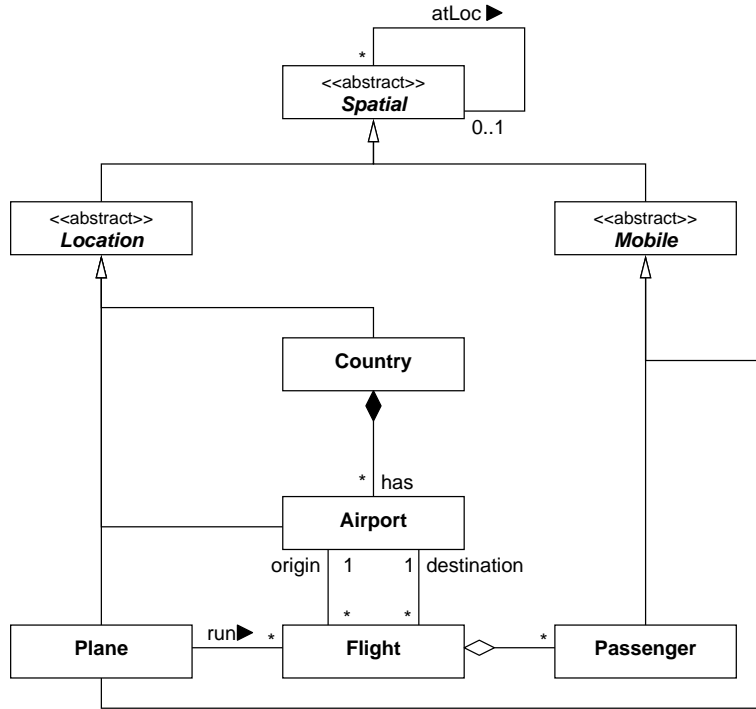 atLoc ▶
*
<<abstract>>
Spatial
0..1
<<abstract>>
Location
<<abstract>>
Mobile
Country
* has
Airport
origin 1 1 destination
* *
Plane
run▶ *
Flight
*
Passenger